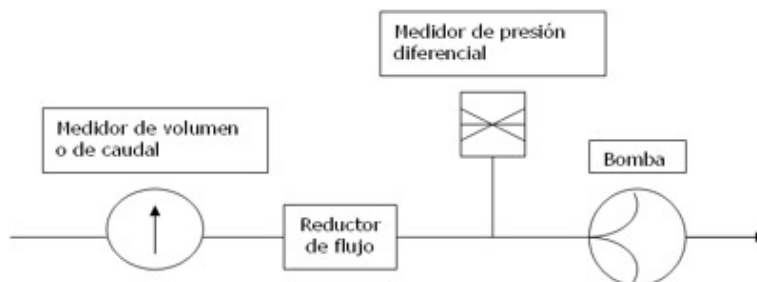 Medidor de presión
diferencial
Medidor de volumen
o de caudal
Bomba
Reductor
de flujo